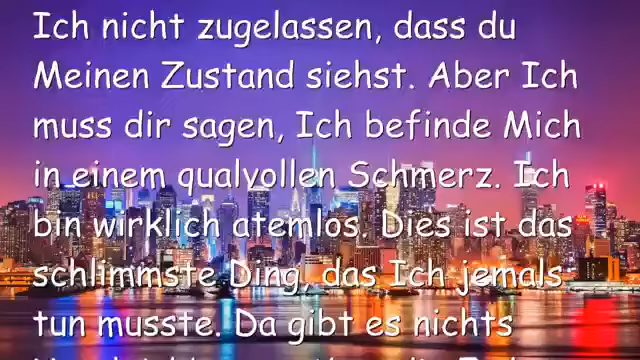 Ich nicht zugelassen, dass du
Meinen Zustand siehst. Aber Ich
muss dir sagen, Ich befinde Mich
in einem qualvollen Schmerz. Ich
bin wirklich atemlos. Dies ist das
schlimmste Ding, das Ich jemals
tun musste. Da gibt es nichts